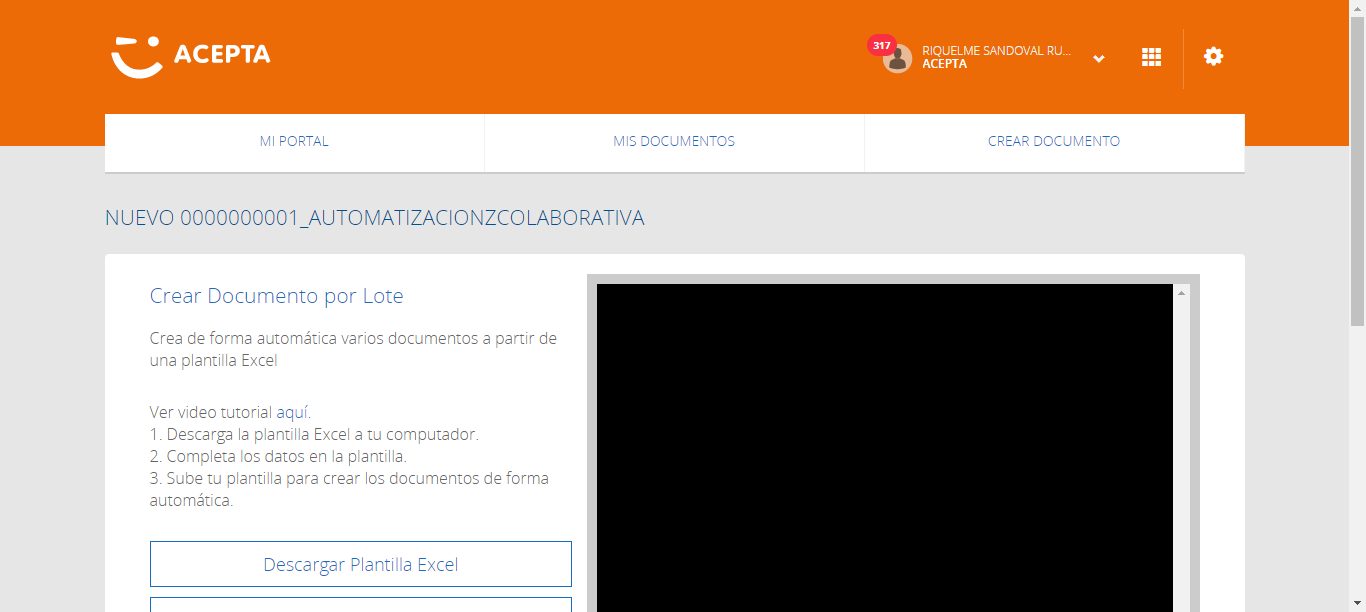 ACEPTA
317
RIQUELME SANDOVAL RU...
ACEPTA
MI PORTAL
MIS DOCUMENTOS
CREAR DOCUMENTO
NUEVO 0000000001_AUTOMATIZACIONZCOLABORATIVA
Crear Documento por Lote
Crea de forma automática varios documentos a partir de
una plantilla Excel
Ver video tutorial aquí.
1. Descarga la plantilla Excel a tu computador.
2. Completa los datos en la plantilla.
3. Sube tu plantilla para crear los documentos de forma
automática.
Descargar Plantilla Excel